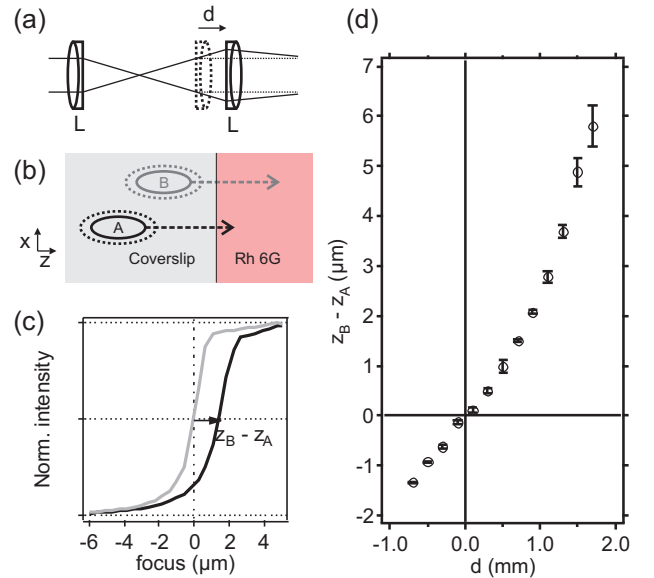 (a)
d
L
L
(b)
B
A
x
z
Coverslip
Rh 6G
(c)
Norm. intensity
z_B - z_A
-6
-4
-2
0
2
4
focus (µm)
(d)
z_B - z_A (µm)
7
6
5
4
3
2
1
0
-1
-2
-1.0
0.0
1.0
2.0
d (mm)